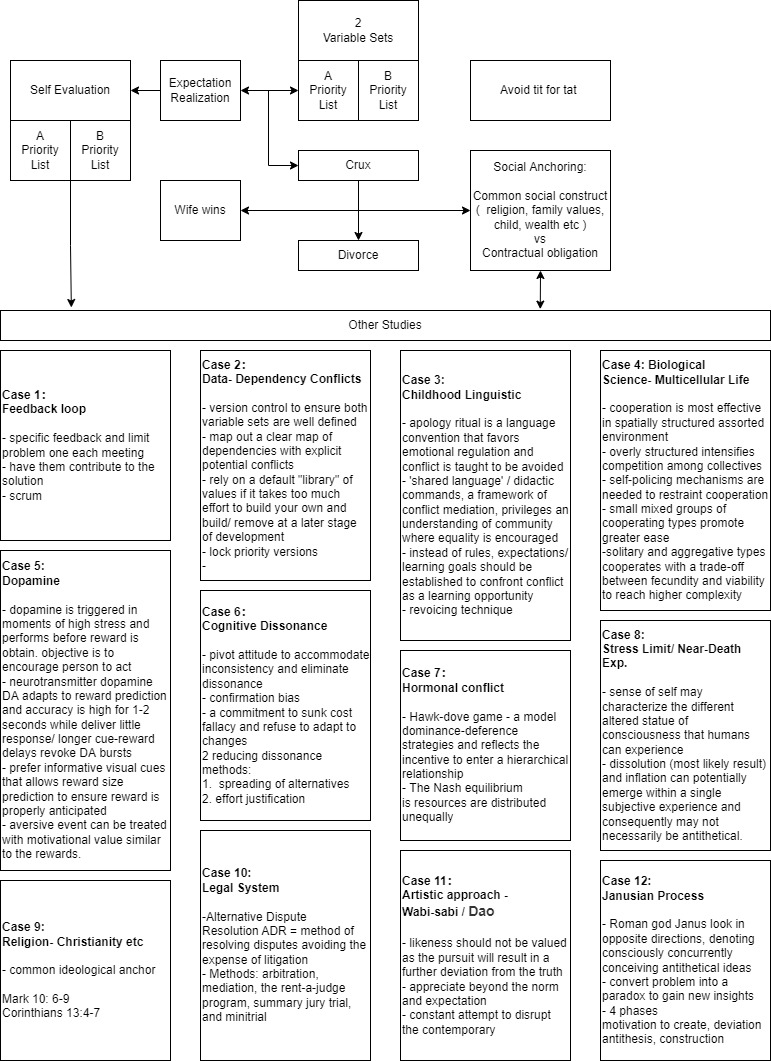 2
Variable Sets
Self Evaluation
Expectation
Realization
A
Priority
List
B
Priority
List
Avoid tit for tat
A
Priority
List
B
Priority
List
Crux
Social Anchoring:
Common social construct
( religion, family values,
child, wealth etc )
vs
Contractual obligation
Wife wins
Divorce
Other Studies
Case 1:
Feedback loop
- specific feedback and limit
problem one each meeting
- have them contribute to the
solution
- scrum
Case 2:
Data- Dependency Conflicts
- version control to ensure both
variable sets are well defined
- map out a clear map of
dependencies with explicit
potential conflicts
- rely on a default "library" of
values if it takes too much
effort to build your own and
build/ remove at a later stage
of development
- lock priority versions
-
Case 3:
Childhood Linguistic
- apology ritual is a language
convention that favors
emotional regulation and
conflict is taught to be avoided
- 'shared language' / didactic
commands, a framework of
conflict mediation, privileges an
understanding of community
where equality is encouraged
- instead of rules, expectations/
learning goals should be
established to confront conflict
as a learning opportunity
- revoicing technique
Case 4: Biological
Science- Multicellular Life
- cooperation is most effective
in spatially structured assorted
environment
- overly structured intensifies
competition among collectives
- self-policing mechanisms are
needed to restraint cooperation
- small mixed groups of
cooperating types promote
greater ease
-solitary and aggregative types
cooperates with a trade-off
between fecundity and viability
to reach higher complexity
Case 5:
Dopamine
- dopamine is triggered in
moments of high stress and
performs before reward is
obtain. objective is to
encourage person to act
- neurotransmitter dopamine
DA adapts to reward prediction
and accuracy is high for 1-2
seconds while deliver little
response/ longer cue-reward
delays revoke DA bursts
- prefer informative visual cues
that allows reward size
prediction to ensure reward is
properly anticipated
- aversive event can be treated
with motivational value similar
to the rewards.
Case 6:
Cognitive Dissonance
- pivot attitude to accommodate
inconsistency and eliminate
dissonance
- confirmation bias
- a commitment to sunk cost
fallacy and refuse to adapt to
changes
2 reducing dissonance
methods:
1. spreading of alternatives
2. effort justification
Case 7:
Hormonal conflict
- Hawk-dove game - a model
dominance-deference
strategies and reflects the
incentive to enter a hierarchical
relationship
- The Nash equilibrium
is resources are distributed
unequally
Case 8:
Stress Limit/ Near-Death
Exp.
- sense of self may
characterize the different
altered statue of
consciousness that humans
can experience
- dissolution (most likely result)
and inflation can potentially
emerge within a single
subjective experience and
consequently may not
necessarily be antithetical.
Case 9:
Religion- Christianity etc
- common ideological anchor
Mark 10: 6-9
Corinthians 13:4-7
Case 10:
Legal System
-Alternative Dispute
Resolution ADR = method of
resolving disputes avoiding the
expense of litigation
- Methods: arbitration,
mediation, the rent-a-judge
program, summary jury trial,
and minitrial
Case 11:
Artistic approach -
Wabi-sabi / Dao
- likeness should not be valued
as the pursuit will result in a
further deviation from the truth
- appreciate beyond the norm
and expectation
- constant attempt to disrupt
the contemporary
Case 12:
Janusian Process
- Roman god Janus look in
opposite directions, denoting
consciously concurrently
conceiving antithetical ideas
- convert problem into a
paradox to gain new insights
- 4 phases
motivation to create, deviation
antithesis, construction